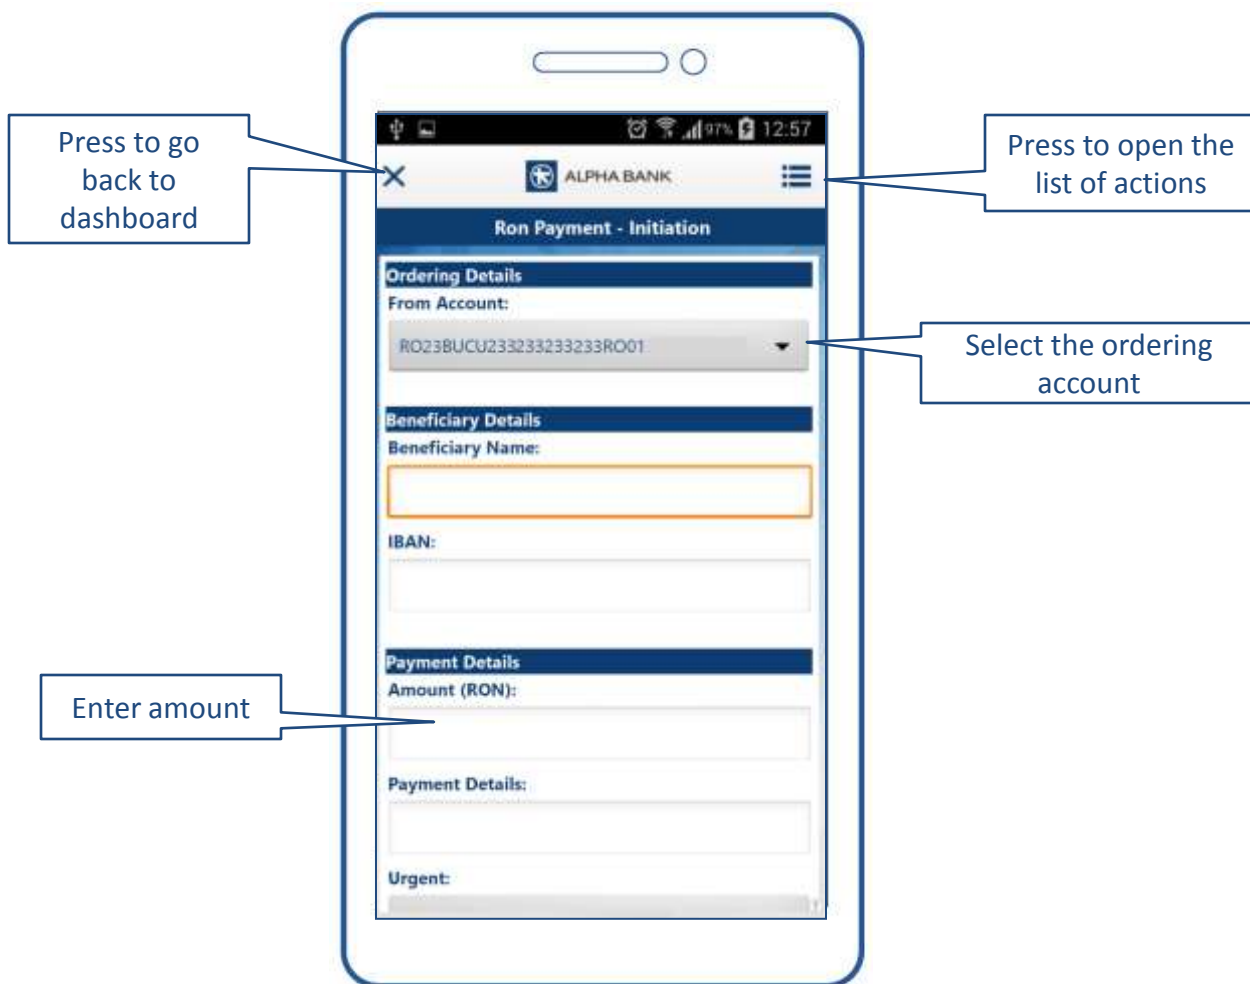 97% 12:57
Press to go
back to
dashboard
ALPHA BANK
Press to open the
list of actions
Ron Payment - Initiation
Ordering Details
From Account:
RO23BUCU233233233233RO01
Select the ordering
account
Beneficiary Details
Beneficiary Name:
IBAN:
Payment Details
Amount (RON):
Enter amount
Payment Details:
Urgent: